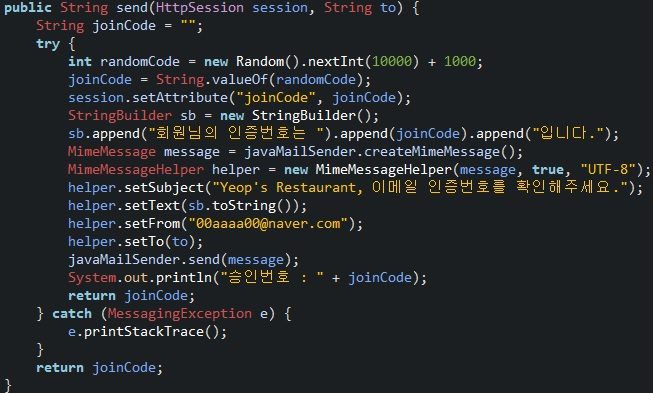 public String send(HttpSession session, String to) {
    String joinCode = "";
    try {
        int randomCode = new Random().nextInt(10000) + 1000;
        joinCode = String.valueOf(randomCode);
        session.setAttribute("joinCode", joinCode);
        StringBuilder sb = new StringBuilder();
        sb.append("회원님의 인증번호는 ").append(joinCode).append("입니다.");
        MimeMessage message = javaMailSender.createMimeMessage();
        MimeMessageHelper helper = new MimeMessageHelper(message, true, "UTF-8");
        helper.setSubject("Yeop's Restaurant, 이메일 인증번호를 확인해주세요.");
        helper.setText(sb.toString());
        helper.setFrom("00aaaa00@naver.com");
        helper.setTo(to);
        javaMailSender.send(message);
        System.out.println("승인번호 : " + joinCode);
        return joinCode;
    } catch (MessagingException e) {
        e.printStackTrace();
    }
    return joinCode;
}